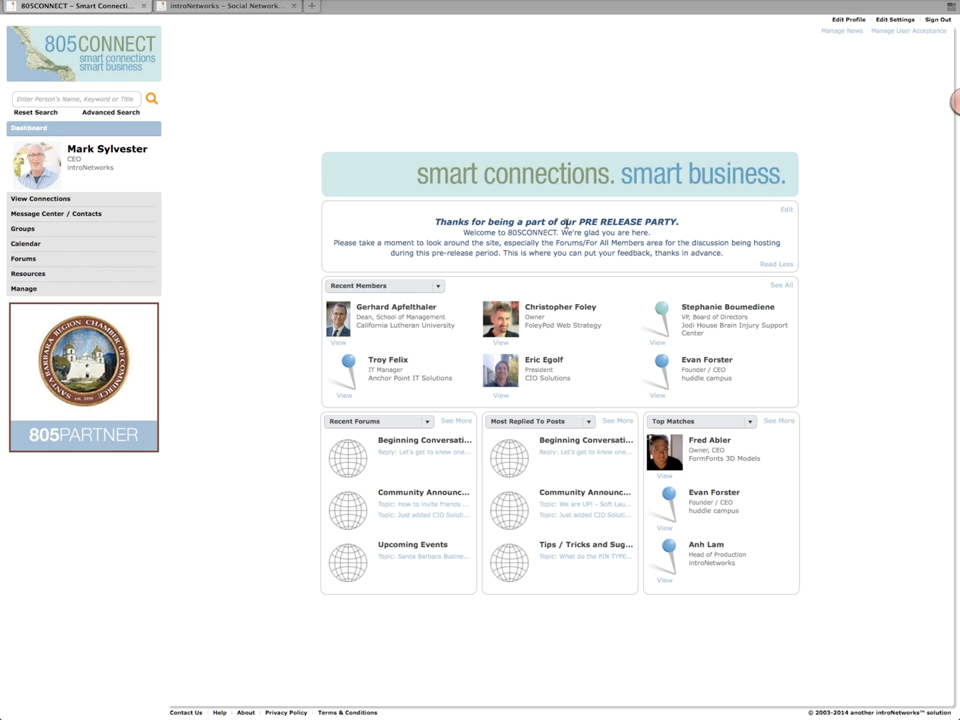 805CONNECT – Smart Connecti...
introNetworks – Social Network...
Edit Profile
Edit Settings
Sign Out
Manage News
Manage User Acceptance
805CONNECT
smart connections
smart business
Enter Person's Name, Keyword or Title
Reset Search
Advanced Search
Dashboard
Mark Sylvester
CEO
introNetworks
View Connections
Message Center / Contacts
Groups
Calendar
Forums
Resources
Manage
SANTA BARBARA REGION CHAMBER OF COMMERCE
805PARTNER
smart connections. smart business.
Edit
Thanks for being a part of our PRE RELEASE PARTY.
Welcome to 805CONNECT. We're glad you are here.
Please take a moment to look around the site, especially the Forums/For All Members area for the discussion being hosting
during this pre-release period. This is where you can put your feedback, thanks in advance.
Read Less
Recent Members
See All
Gerhard Apfelthaler
Dean, School of Management
California Lutheran University
View
Christopher Foley
Owner
FoleyPod Web Strategy
View
Stephanie Boumediene
VP, Board of Directors
Jodi House Brain Injury Support
Center
View
Troy Felix
IT Manager
Anchor Point IT Solutions
View
Eric Egolf
President
CIO Solutions
View
Evan Forster
Founder / CEO
huddle campus
View
Recent Forums
See More
Beginning Conversati...
Reply: Let's get to know one...
Community Announc...
Topic: How to invite friends ...
Topic: Just added CIO Soluti...
Upcoming Events
Topic: Santa Barbara Busine...
Most Replied To Posts
See More
Beginning Conversati...
Reply: Let's get to know one...
Community Announc...
Topic: We are UP! - Soft Lau...
Topic: Just added CIO Soluti...
Tips / Tricks and Sug...
Topic: What do the PIN TYPE...
Top Matches
See More
Fred Abler
Owner, CEO
FormFonts 3D Models
View
Evan Forster
Founder / CEO
huddle campus
View
Anh Lam
Head of Production
introNetworks
View
Contact Us
Help
About
Privacy Policy
Terms & Conditions
© 2003-2014 another introNetworks™ solution